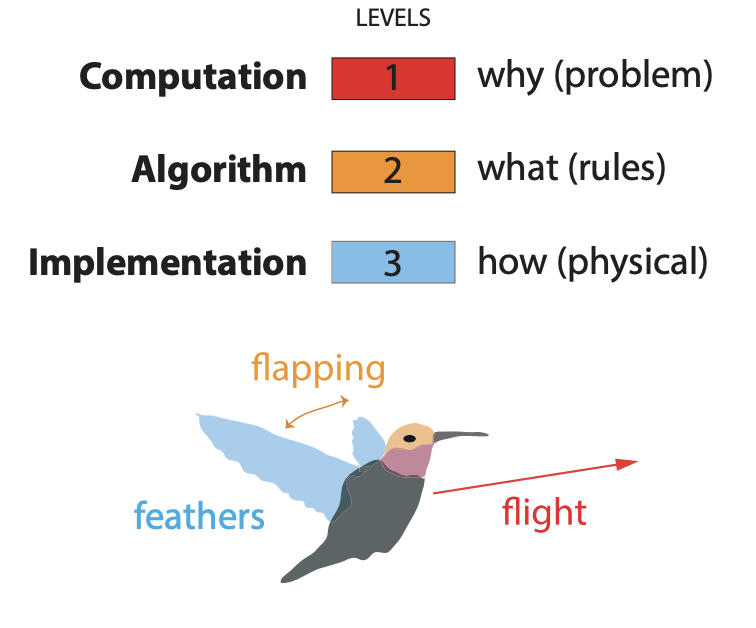 LEVELS
Computation 1 why (problem)
Algorithm 2 what (rules)
Implementation 3 how (physical)
flapping
feathers
flight